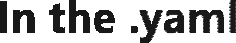 In the .yaml